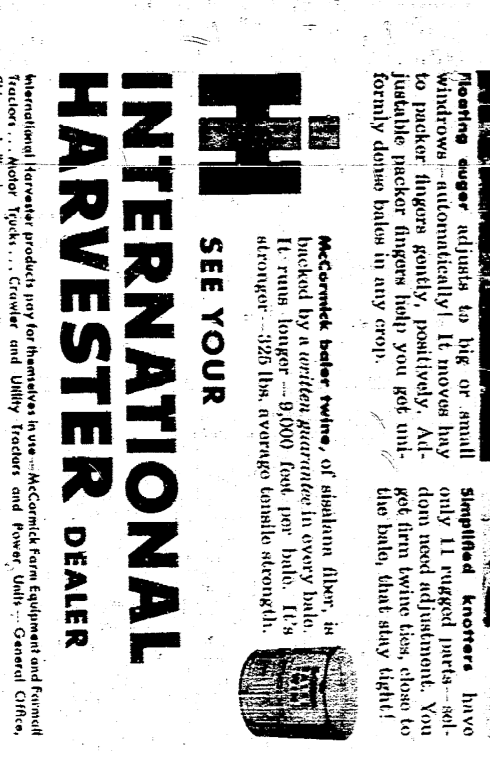 Floating auger adjusts to big or small
windrows—automatically! It moves hay
to packer fingers gently, positively. Ad-
justable packer fingers help you get uni-
formly dense bales in any crop.
Simplified knotters have
only 11 rugged parts—sel-
dom need adjustment. You
get firm twine ties, close to
the bale, that stay tight!
McCormick baler twine, of sisalana fiber, is
backed by a written guarantee in every bale.
It runs longer—9,000 feet per bale. It's
stronger—325 lbs. average tensile strength.
SEE YOUR
INTERNATIONAL
HARVESTER DEALER
International Harvester products pay for themselves in use—McCormick Farm Equipment and Farmall
Tractors . . . Motor Trucks . . . Crawler and Utility Tractors and Power Units—General Office,